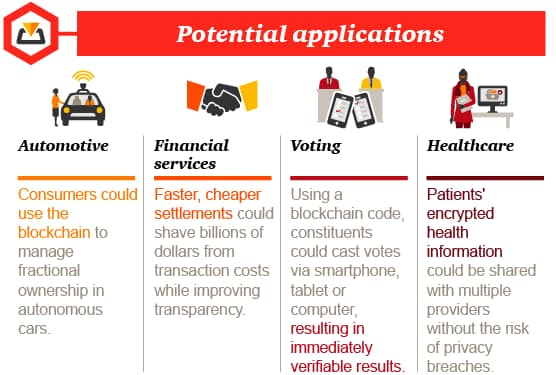 Potential applications
Automotive
Consumers could
use the
blockchain to
manage
fractional
ownership in
autonomous
cars.
Financial
services
Faster, cheaper
settlements could
shave billions of
dollars from
transaction costs
while improving
transparency.
Voting
Using a
blockchain code,
constituents
could cast votes
via smartphone,
tablet or
computer,
resulting in
immediately
verifiable results.
Healthcare
Patients'
encrypted
health
information
could be shared
with multiple
providers
without the risk
of privacy
breaches.